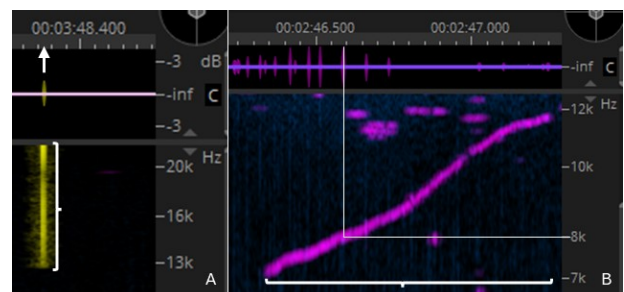 00:03:48.400
-3 dB
-inf C
-3
Hz
-20k
-16k
-13k
A
00:02:46.500 00:02:47.000
-inf C
-12k Hz
-10k
-8k
-7k
B